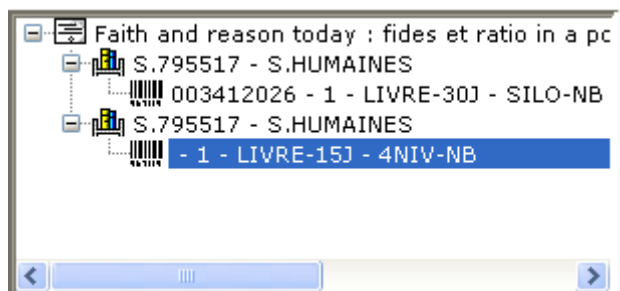 Faith and reason today : fides et ratio in a pc
S.795517 - S.HUMAINES
003412026 - 1 - LIVRE-30J - SILO-NB
S.795517 - S.HUMAINES
- 1 - LIVRE-15J - 4NIV-NB